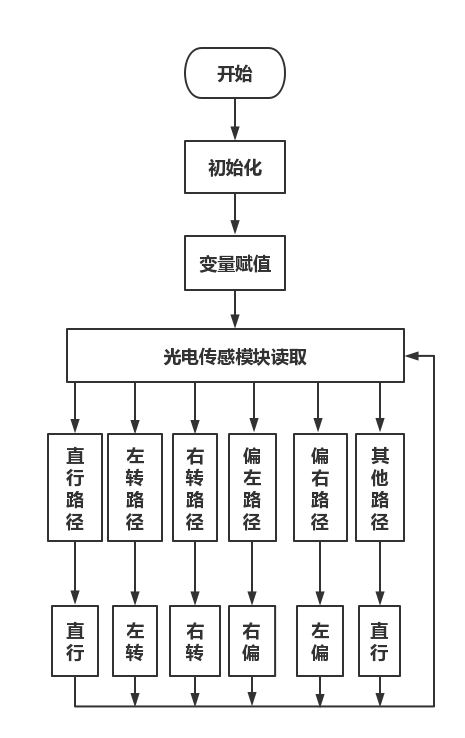 开始
初始化
变量赋值
光电传感模块读取
直行路径
左转路径
右转路径
偏左路径
偏右路径
其他路径
直行
左转
右转
右偏
左偏
直行